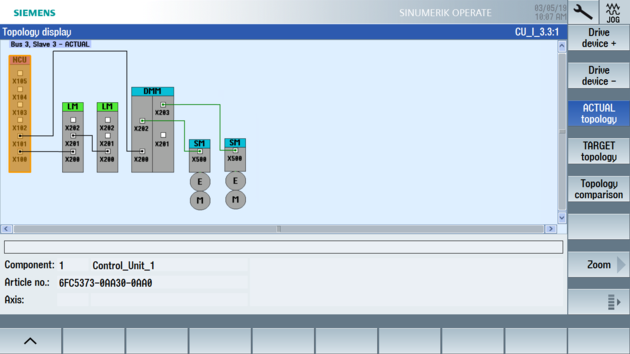 SIEMENS
SINUMERIK OPERATE
03/05/19
10:07 AM
JOG
Topology display
CU_I_3.3:1
Bus 3, Slave 3 - ACTUAL
NCU
X105
X104
X103
X102
X101
X100
LM
X202
X201
X200
LM
X202
X201
X200
DMM
X203
X202
X200
X201
SM
X500
E
M
SM
X500
E
M
Component: 1 Control_Unit_1
Article no.: 6FC5373-0AA30-0AA0
Axis:
Drive
device +
Drive
device -
ACTUAL
topology
TARGET
topology
Topology
comparison
Zoom